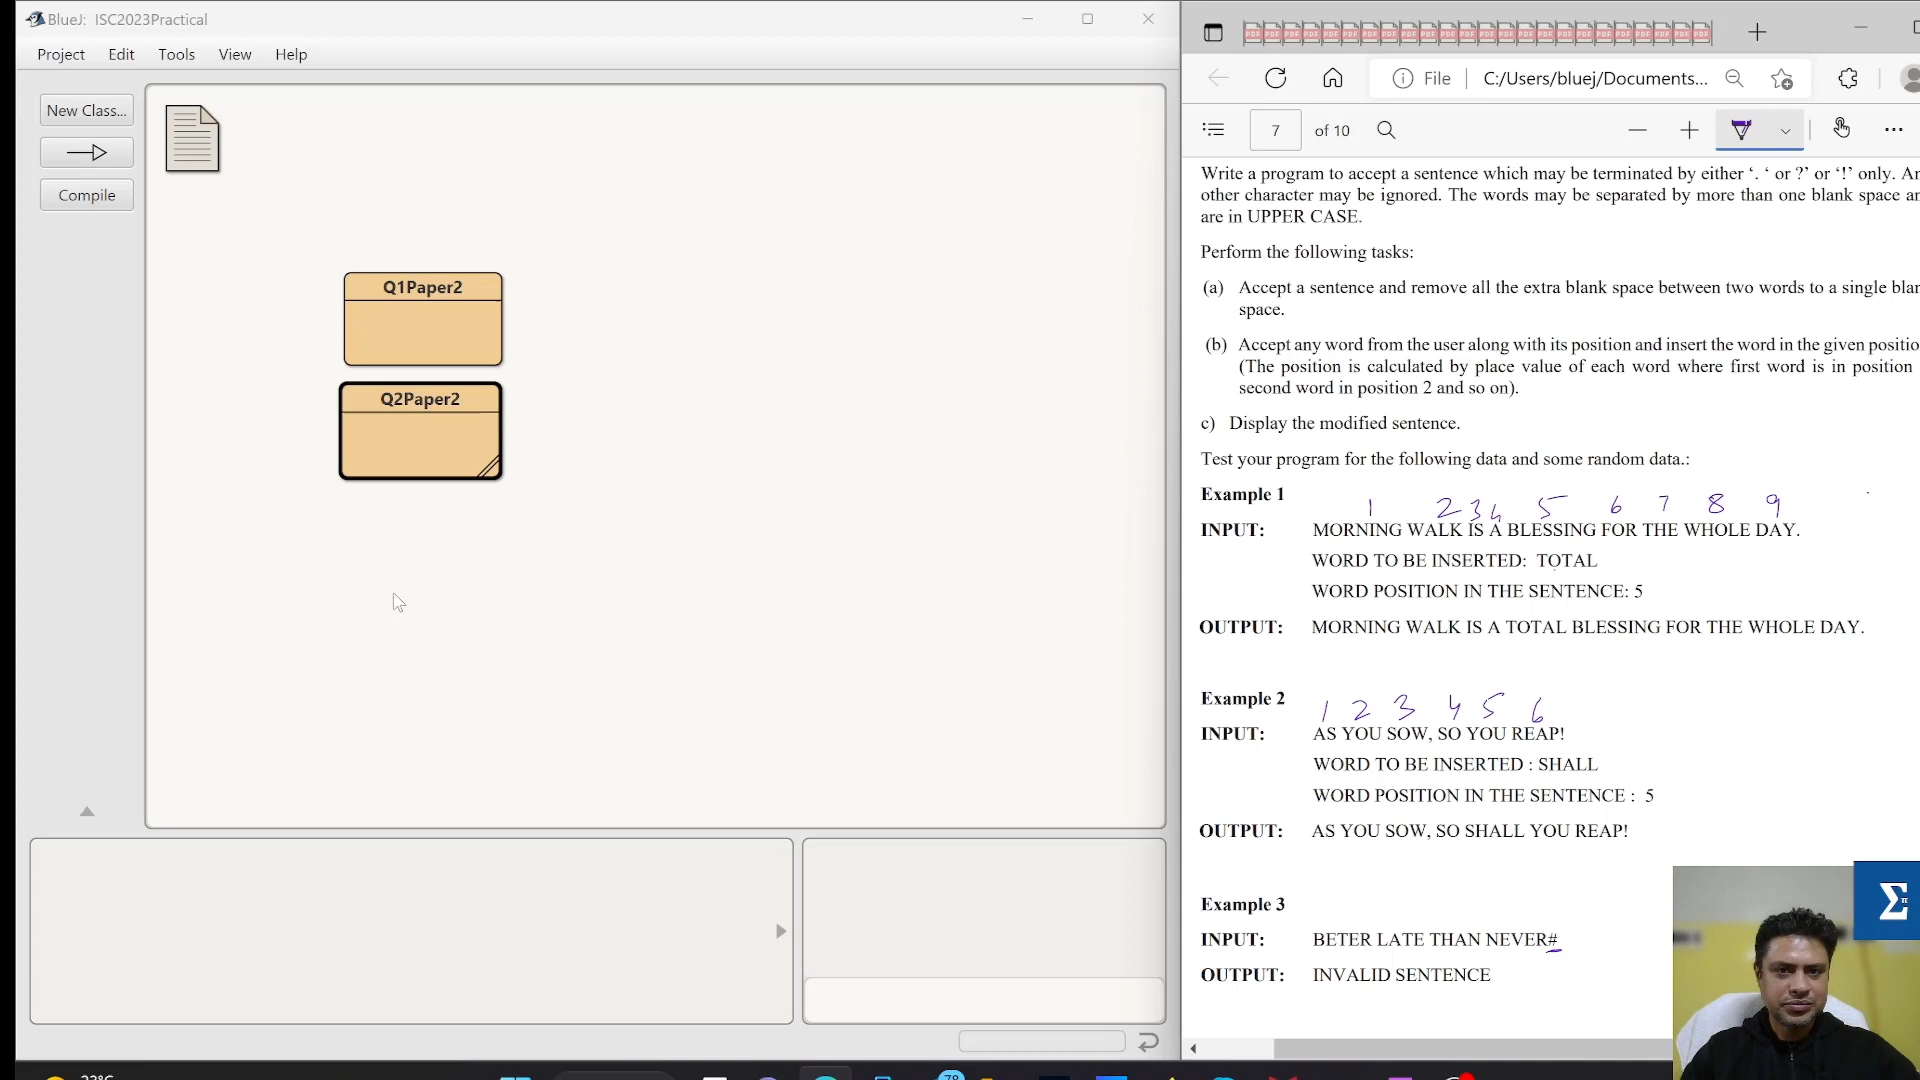 BlueJ: ISC2023Practical
Project Edit Tools View Help
New Class...
Compile
Q1Paper2
Q2Paper2
File C:/Users/bluej/Documents...
7 of 10
Write a program to accept a sentence which may be terminated by either ‘. ‘ or ?’ or ‘!’ only. An
other character may be ignored. The words may be separated by more than one blank space an
are in UPPER CASE.
Perform the following tasks:
(a) Accept a sentence and remove all the extra blank space between two words to a single blan
space.
(b) Accept any word from the user along with its position and insert the word in the given positio
(The position is calculated by place value of each word where first word is in position
second word in position 2 and so on).
c) Display the modified sentence.
Test your program for the following data and some random data.:
Example 1
1 2 3 4 5 6 7 8 9
INPUT: MORNING WALK IS A BLESSING FOR THE WHOLE DAY.
WORD TO BE INSERTED: TOTAL
WORD POSITION IN THE SENTENCE: 5
OUTPUT: MORNING WALK IS A TOTAL BLESSING FOR THE WHOLE DAY.
Example 2
1 2 3 4 5 6
INPUT: AS YOU SOW, SO YOU REAP!
WORD TO BE INSERTED : SHALL
WORD POSITION IN THE SENTENCE : 5
OUTPUT: AS YOU SOW, SO SHALL YOU REAP!
Example 3
INPUT: BETER LATE THAN NEVER#
OUTPUT: INVALID SENTENCE
Σ